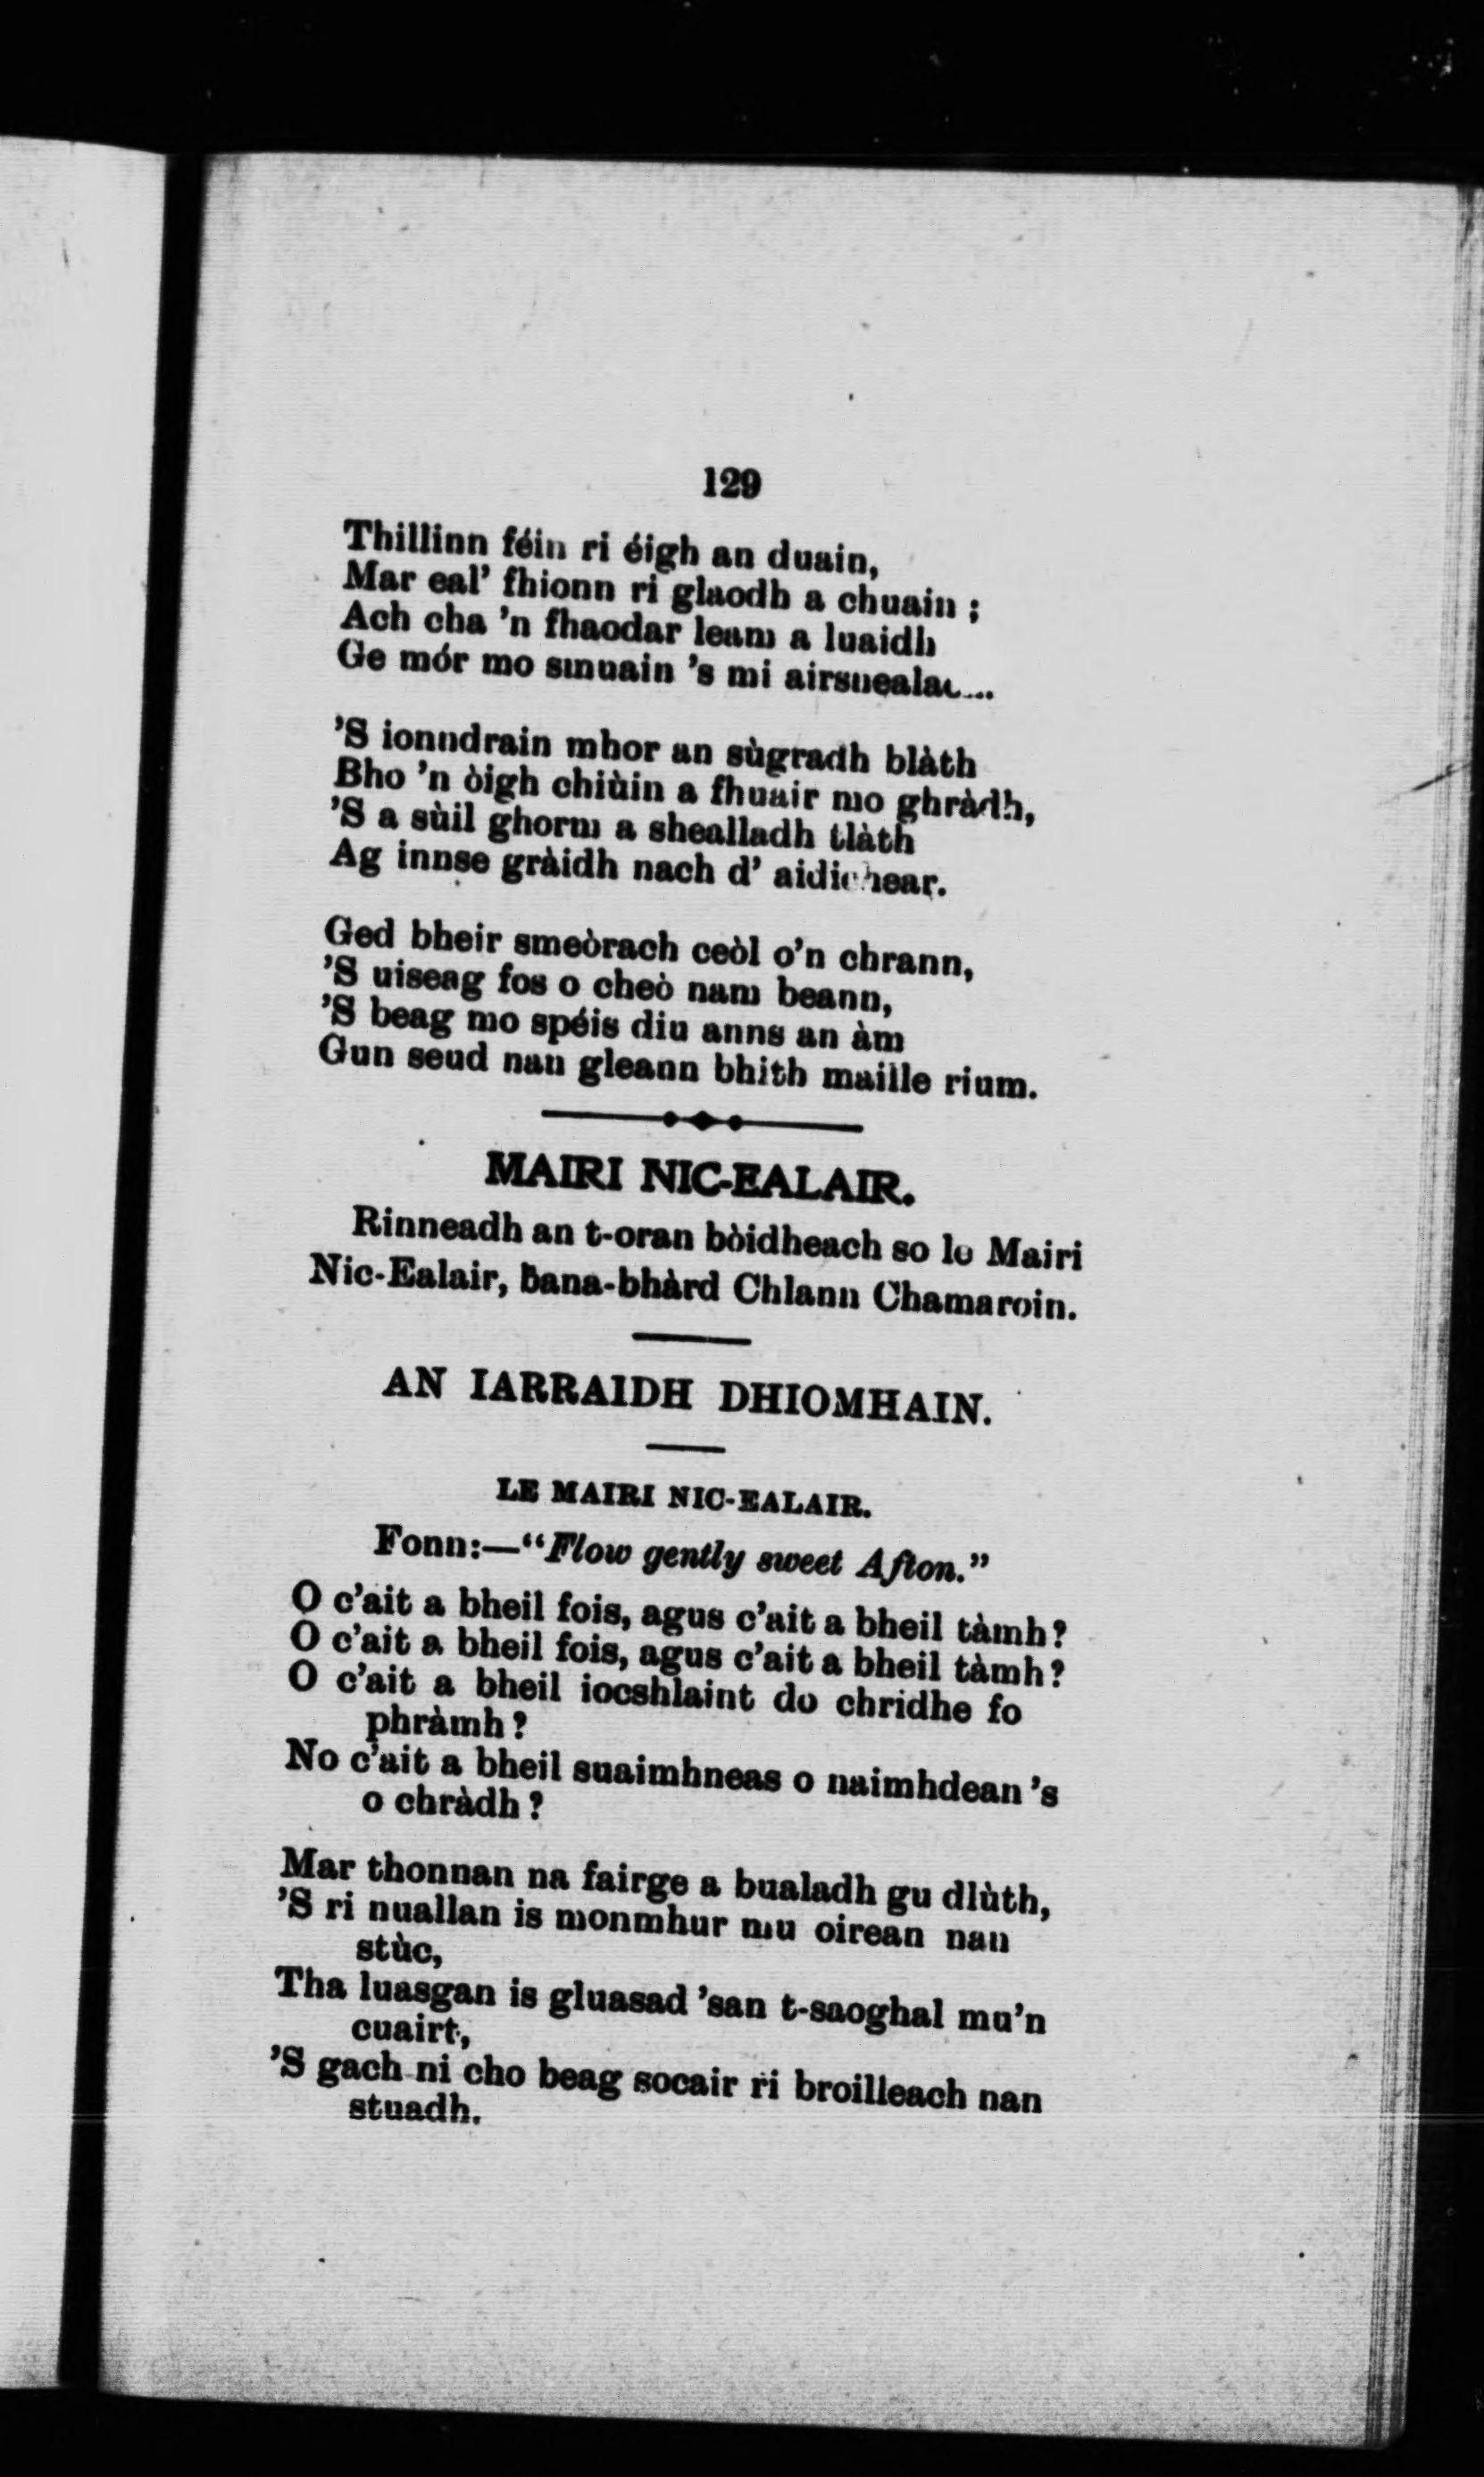 129
Thillinn féin ri éigh an duain,
Mar eal' fhionn ri glaodh a chuain ;
Ach cha 'n fhaodar leam a luaidh
Ge mór mo smuain 's mi
'S ionndrain mhor an sùgradh blàth
Bho 'n òigh chiùin a fhuair mo ghràdh,
'S a sùil ghorm a shealladh tlàth
Ag innse gràidh nach d' aidichear.
Ged bheir smeòrach ceòl o'n chrann,
'S uiseag fos o cheò nam beann,
'S beag mo spéis diu anns an àm
Gun seud nan gleann bhith maille rium.
MAIRI NIC-EALAIR.
Rinneadh an t-oran bòidheach so le Mairi
Nic-Ealair, bana-bhàrd Chlann Chamaroin.
AN IARRAIDH DHIOMHAIN.
LE MAIRI NIC-EALAIR.
Fonn:—"Flow gently sweet Afton."
O c'ait a bheil fois, agus c'ait a bheil tàmh?
O c'ait a bheil fois, agus c'ait a bheil tàmh?
O c'ait a bheil iocshlaint do chridhe fo
phràmh?
No c'ait a bheil suaimhneas o naimhdean 's
o chràdh?
Mar thonnan na fairge a bualadh gu dlùth,
'S ri nuallan is monmhur mu oirean nan
stùc,
Tha luasgan is gluasad 'san t-saoghal mu'n
cuairt,
'S gach ni cho beag socair ri broilleach nan
stuadh.